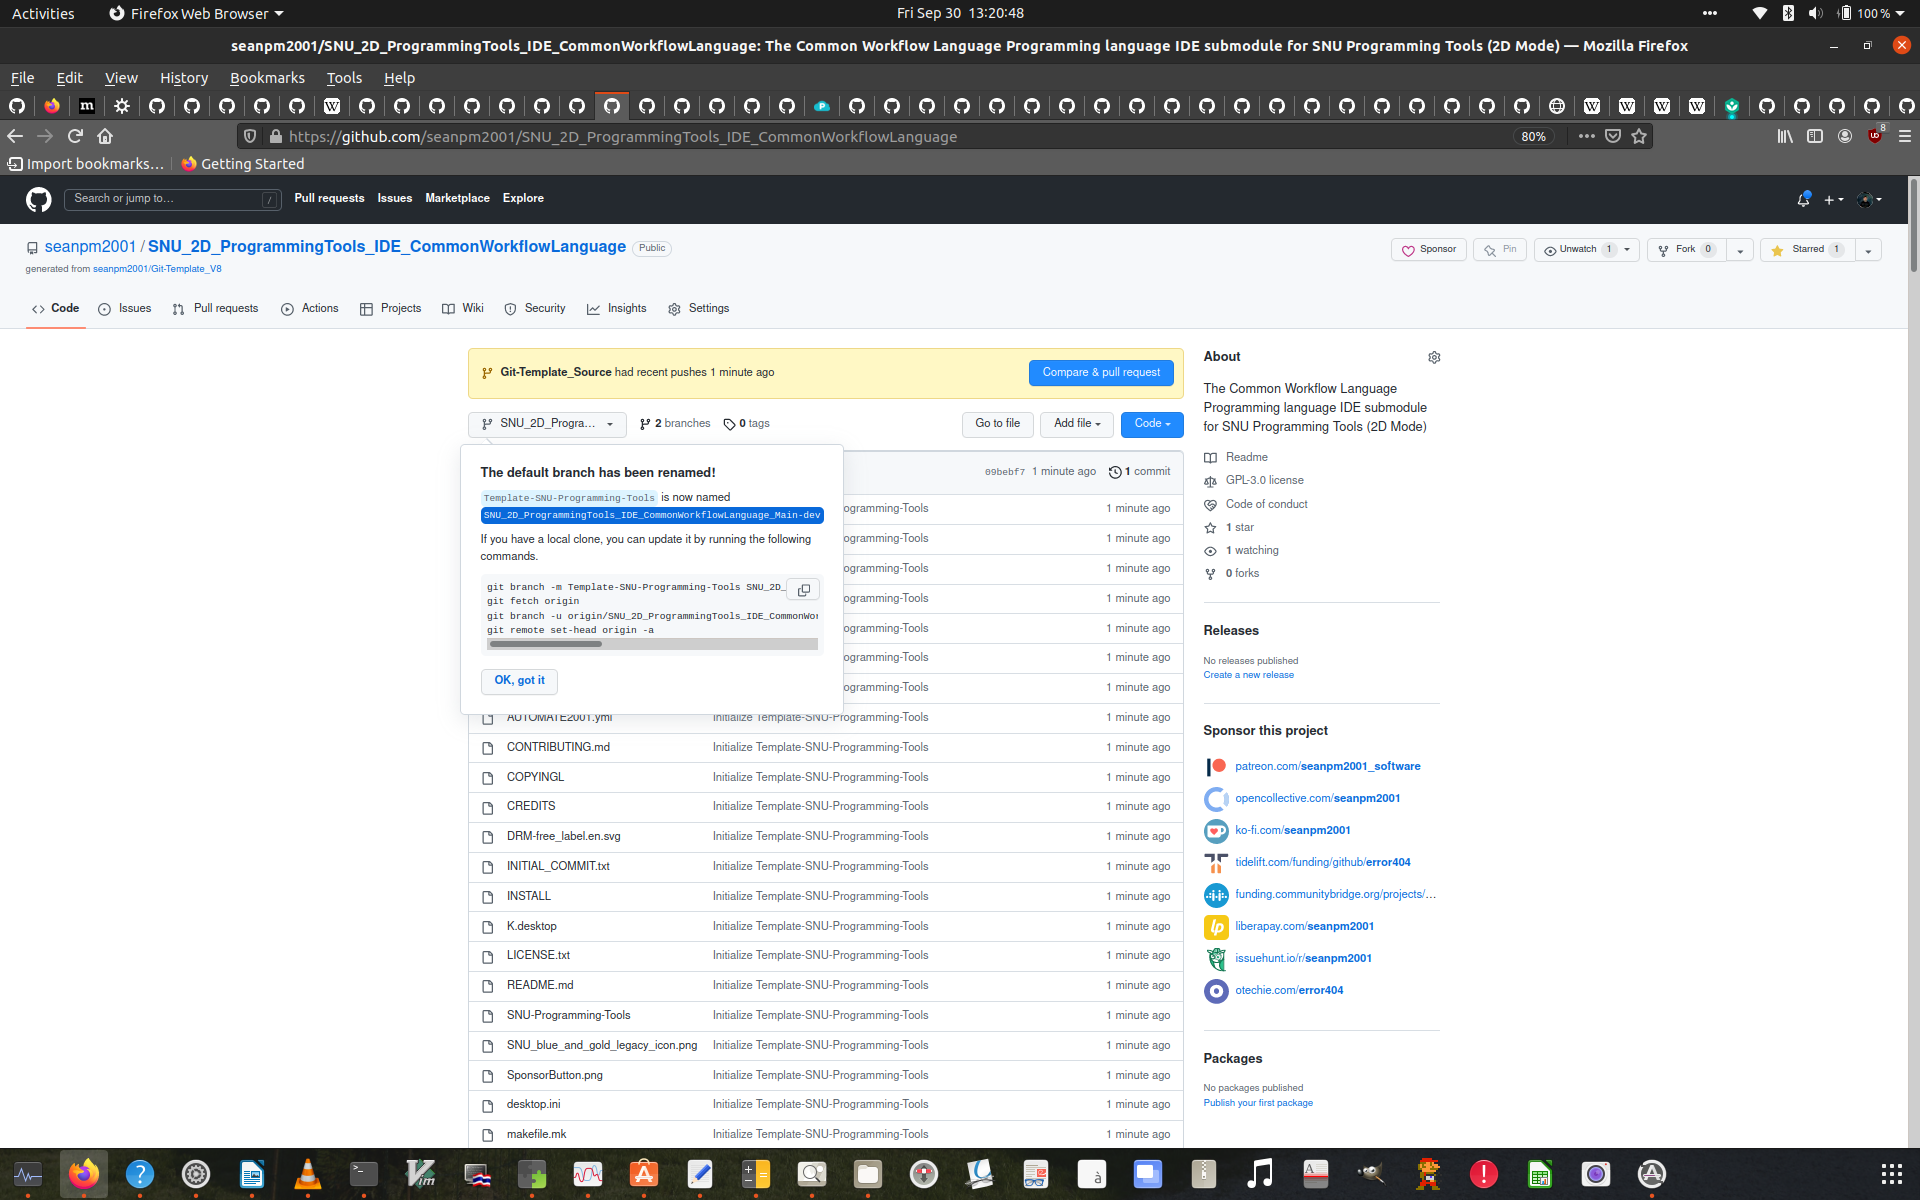 Activities
Firefox Web Browser
Fri Sep 30  13:20:48
100 %
seanpm2001/SNU_2D_ProgrammingTools_IDE_CommonWorkflowLanguage: The Common Workflow Language Programming language IDE submodule for SNU Programming Tools (2D Mode) — Mozilla Firefox
File Edit View History Bookmarks Tools Help
https://github.com/seanpm2001/SNU_2D_ProgrammingTools_IDE_CommonWorkflowLanguage
80%
8
Import bookmarks…
Getting Started
Search or jump to…
/
Pull requests Issues Marketplace Explore
seanpm2001 / SNU_2D_ProgrammingTools_IDE_CommonWorkflowLanguage
Public
Sponsor
Pin
Unwatch 1
Fork 0
Starred 1
generated from seanpm2001/Git-Template_V8
Code
Issues
Pull requests
Actions
Projects
Wiki
Security
Insights
Settings
Git-Template_Source had recent pushes 1 minute ago
Compare & pull request
SNU_2D_Progra…
2 branches
0 tags
Go to file
Add file
Code
The default branch has been renamed!
Template-SNU-Programming-Tools is now named
SNU_2D_ProgrammingTools_IDE_CommonWorkflowLanguage_Main-dev
If you have a local clone, you can update it by running the following
commands.
git branch -m Template-SNU-Programming-Tools SNU_2D_
git fetch origin
git branch -u origin/SNU_2D_ProgrammingTools_IDE_CommonWor
git remote set-head origin -a
OK, got it
09bebf7 1 minute ago 1 commit
ogramming-Tools 1 minute ago
ogramming-Tools 1 minute ago
ogramming-Tools 1 minute ago
ogramming-Tools 1 minute ago
ogramming-Tools 1 minute ago
ogramming-Tools 1 minute ago
ogramming-Tools 1 minute ago
AUTOMATE2001.yml Initialize Template-SNU-Programming-Tools 1 minute ago
CONTRIBUTING.md Initialize Template-SNU-Programming-Tools 1 minute ago
COPYINGL Initialize Template-SNU-Programming-Tools 1 minute ago
CREDITS Initialize Template-SNU-Programming-Tools 1 minute ago
DRM-free_label.en.svg Initialize Template-SNU-Programming-Tools 1 minute ago
INITIAL_COMMIT.txt Initialize Template-SNU-Programming-Tools 1 minute ago
INSTALL Initialize Template-SNU-Programming-Tools 1 minute ago
K.desktop Initialize Template-SNU-Programming-Tools 1 minute ago
LICENSE.txt Initialize Template-SNU-Programming-Tools 1 minute ago
README.md Initialize Template-SNU-Programming-Tools 1 minute ago
SNU-Programming-Tools Initialize Template-SNU-Programming-Tools 1 minute ago
SNU_blue_and_gold_legacy_icon.png Initialize Template-SNU-Programming-Tools 1 minute ago
SponsorButton.png Initialize Template-SNU-Programming-Tools 1 minute ago
desktop.ini Initialize Template-SNU-Programming-Tools 1 minute ago
makefile.mk Initialize Template-SNU-Programming-Tools 1 minute ago
About
The Common Workflow Language
Programming language IDE submodule
for SNU Programming Tools (2D Mode)
Readme
GPL-3.0 license
Code of conduct
1 star
1 watching
0 forks
Releases
No releases published
Create a new release
Sponsor this project
patreon.com/seanpm2001_software
opencollective.com/seanpm2001
ko-fi.com/seanpm2001
tidelift.com/funding/github/error404
funding.communitybridge.org/projects/…
liberapay.com/seanpm2001
issuehunt.io/r/seanpm2001
otechie.com/error404
Packages
No packages published
Publish your first package